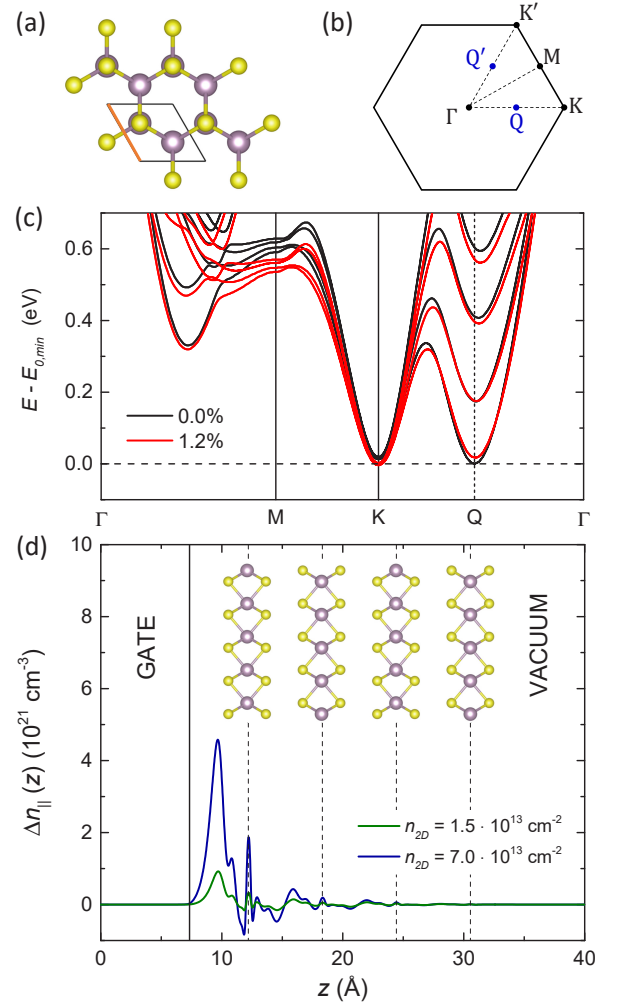 (a)
(b)
K′
Q′
M
Γ
Q
K
(c)
E - E0,min (eV)
0.6
0.4
0.2
0.0
0.0%
1.2%
Γ M K Q Γ
(d)
Δn|| (z) (10²¹ cm⁻³)
10
8
6
4
2
0
GATE
VACUUM
n2D = 1.5 · 10¹³ cm⁻²
n2D = 7.0 · 10¹³ cm⁻²
0 10 20 30 40
z (Å)